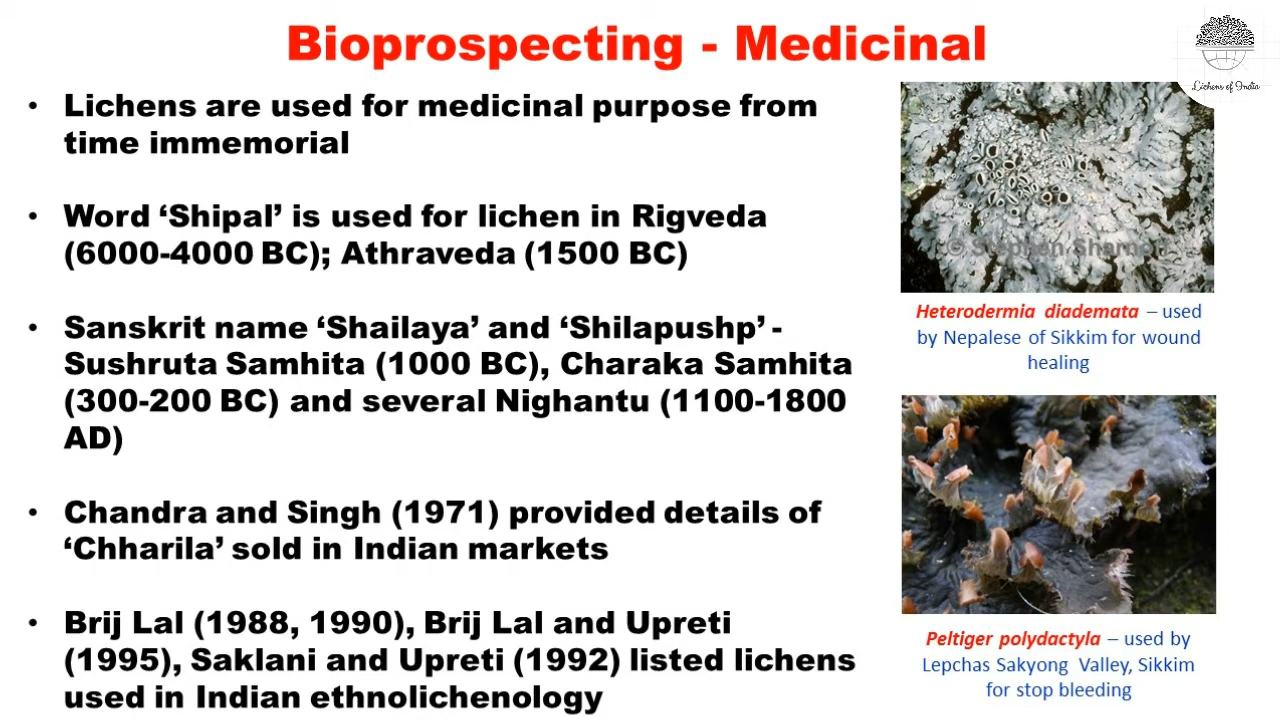 Bioprospecting - Medicinal
Lichens of India
• Lichens are used for medicinal purpose from
time immemorial
• Word ‘Shipal’ is used for lichen in Rigveda
(6000-4000 BC); Athraveda (1500 BC)
• Sanskrit name ‘Shailaya’ and ‘Shilapushp’ -
Sushruta Samhita (1000 BC), Charaka Samhita
(300-200 BC) and several Nighantu (1100-1800
AD)
• Chandra and Singh (1971) provided details of
‘Chharila’ sold in Indian markets
• Brij Lal (1988, 1990), Brij Lal and Upreti
(1995), Saklani and Upreti (1992) listed lichens
used in Indian ethnolichenology
© Stephen Sharnoff
Heterodermia diademata – used
by Nepalese of Sikkim for wound
healing
Peltiger polydactyla – used by
Lepchas Sakyong Valley, Sikkim
for stop bleeding